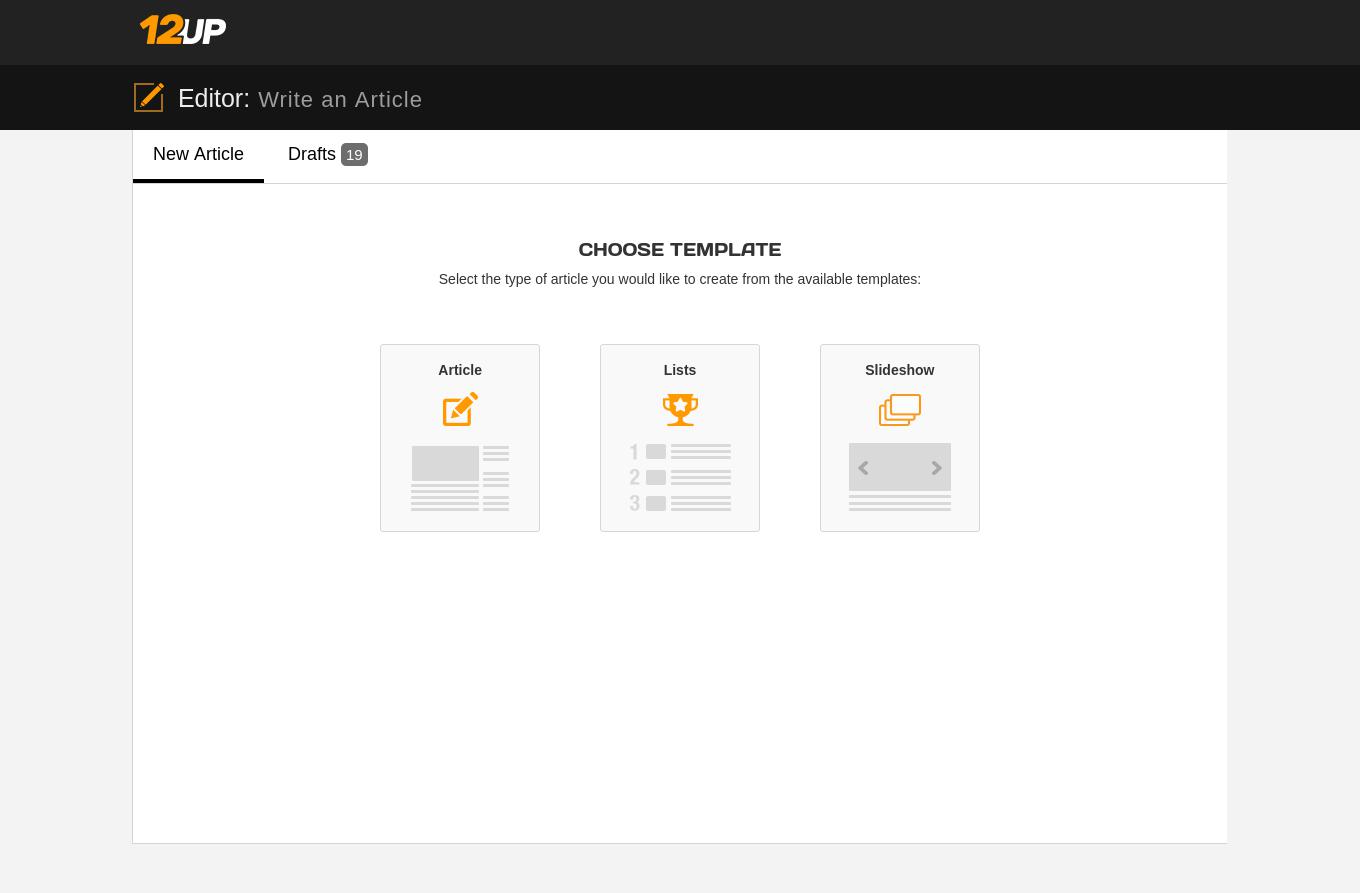 12UP
Editor: Write an Article
New Article Drafts 19
CHOOSE TEMPLATE
Select the type of article you would like to create from the available templates:
Article Lists Slideshow
1
2
3